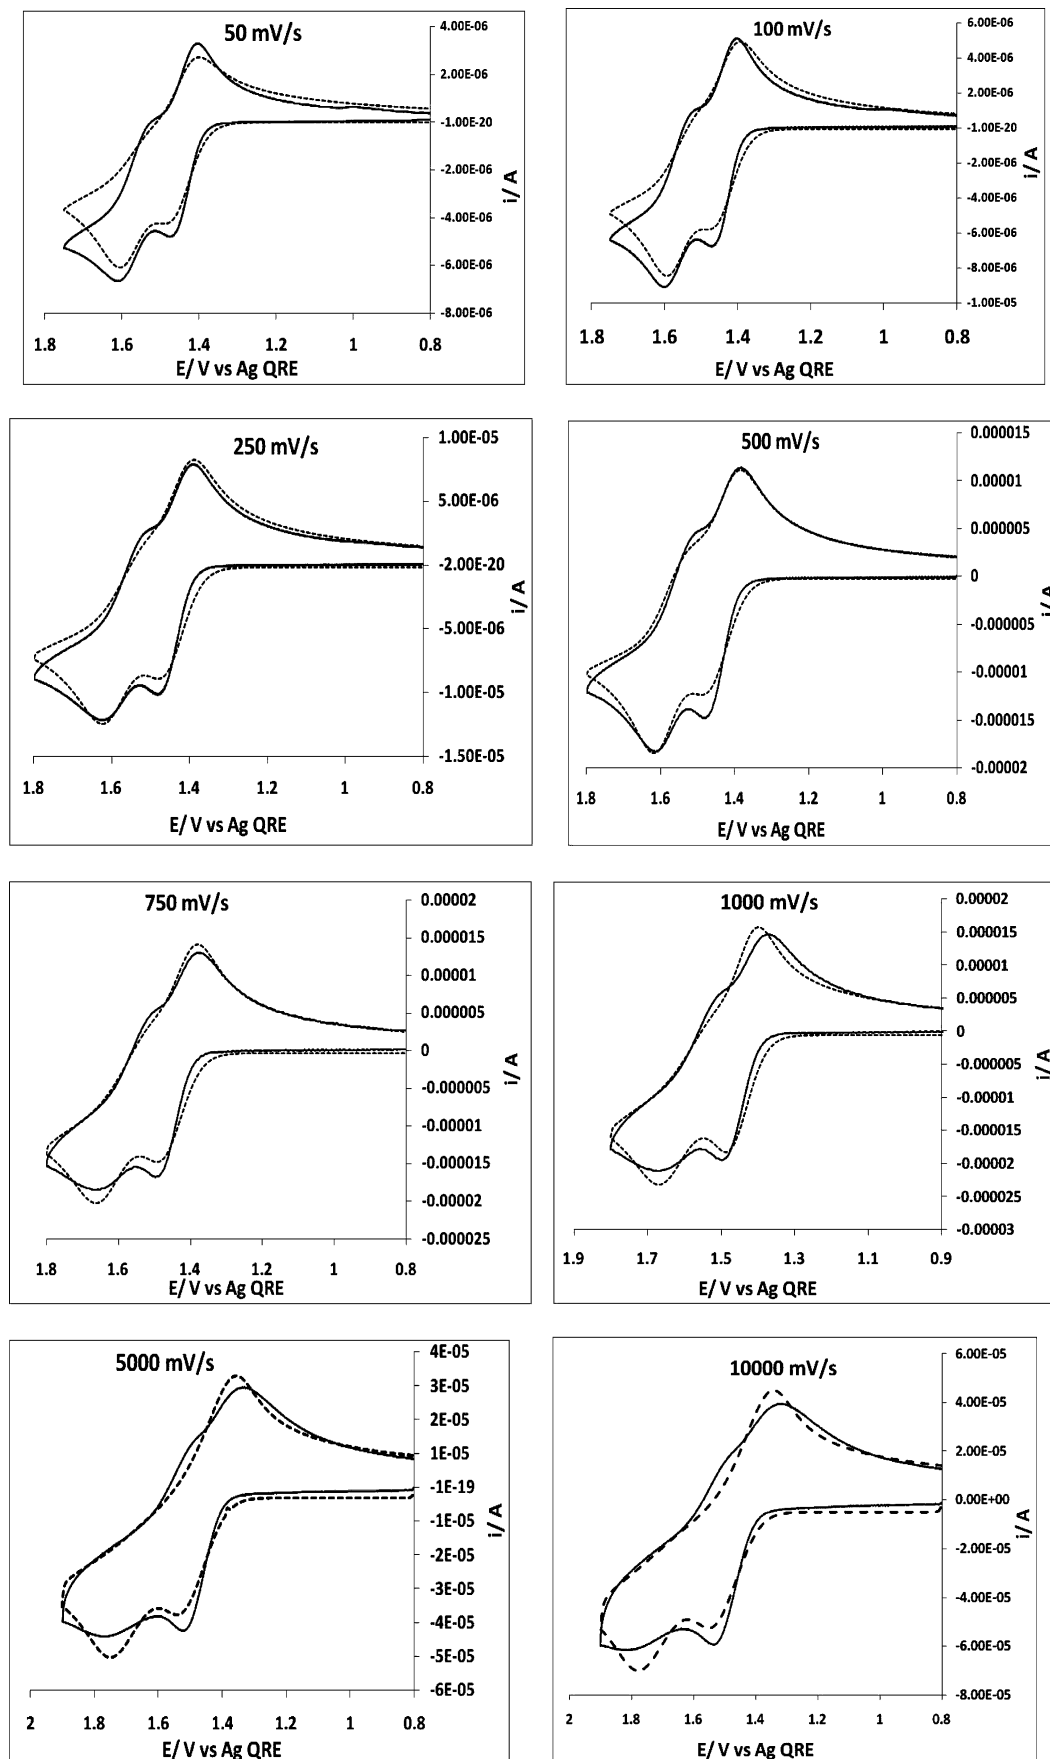 50 mV/s
4.00E-06
2.00E-06
-1.00E-20
-2.00E-06
-4.00E-06
-6.00E-06
-8.00E-06
i/ A
1.8 1.6 1.4 1.2 1 0.8
E/ V vs Ag QRE
100 mV/s
6.00E-06
4.00E-06
2.00E-06
-1.00E-20
-2.00E-06
-4.00E-06
-6.00E-06
-8.00E-06
-1.00E-05
i/ A
1.8 1.6 1.4 1.2 1 0.8
E/ V vs Ag QRE
250 mV/s
1.00E-05
5.00E-06
-2.00E-20
-5.00E-06
-1.00E-05
-1.50E-05
i/ A
1.8 1.6 1.4 1.2 1 0.8
E/ V vs Ag QRE
500 mV/s
0.000015
0.00001
0.000005
0
-0.000005
-0.00001
-0.000015
-0.00002
i/ A
1.8 1.6 1.4 1.2 1 0.8
E/ V vs Ag QRE
750 mV/s
0.00002
0.000015
0.00001
0.000005
0
-0.000005
-0.00001
-0.000015
-0.00002
-0.000025
i/ A
1.8 1.6 1.4 1.2 1 0.8
E/ V vs Ag QRE
1000 mV/s
0.00002
0.000015
0.00001
0.000005
0
-0.000005
-0.00001
-0.000015
-0.00002
-0.000025
-0.00003
i/ A
1.9 1.7 1.5 1.3 1.1 0.9
E/ V vs Ag QRE
5000 mV/s
4E-05
3E-05
2E-05
1E-05
-1E-19
-1E-05
-2E-05
-3E-05
-4E-05
-5E-05
-6E-05
i/ A
2 1.8 1.6 1.4 1.2 1 0.8
E/ V vs Ag QRE
10000 mV/s
6.00E-05
4.00E-05
2.00E-05
0.00E+00
-2.00E-05
-4.00E-05
-6.00E-05
-8.00E-05
i/ A
2 1.8 1.6 1.4 1.2 1 0.8
E/ V vs Ag QRE